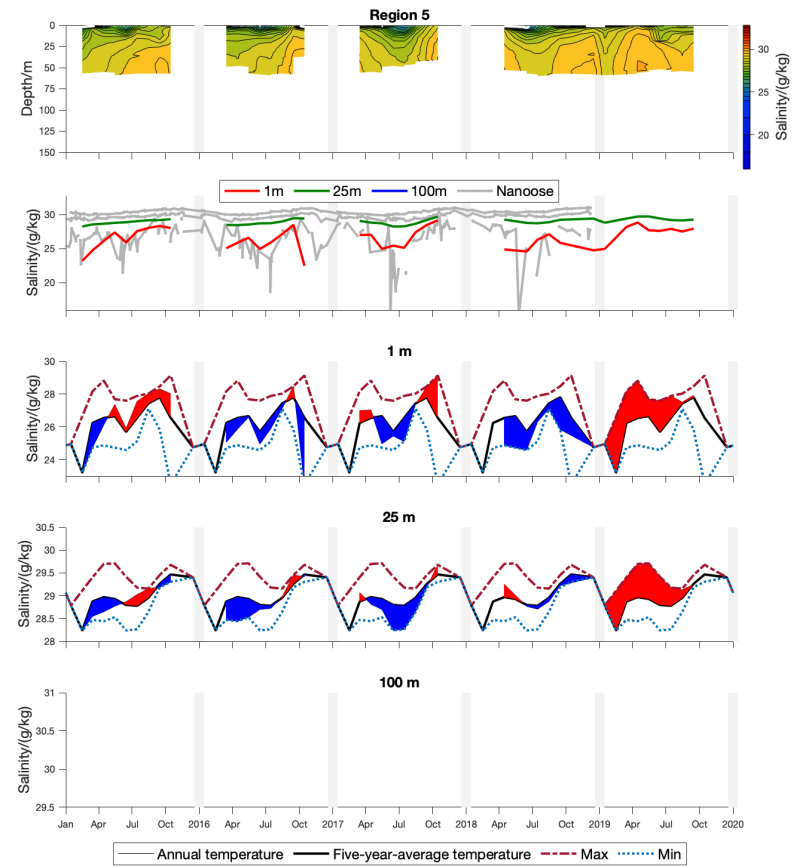 Region 5
0
25
50
75
100
125
150
Depth/m
30
25
20
Salinity/(g/kg)
1m 25m 100m Nanoose
30
25
20
Salinity/(g/kg)
1 m
30
28
26
24
Salinity/(g/kg)
25 m
30.5
30
29.5
29
28.5
28
Salinity/(g/kg)
100 m
31
30.5
30
29.5
Salinity/(g/kg)
Jan Apr Jul Oct 2016 Apr Jul Oct 2017 Apr Jul Oct 2018 Apr Jul Oct 2019 Apr Jul Oct 2020
Annual temperature Five-year-average temperature Max Min